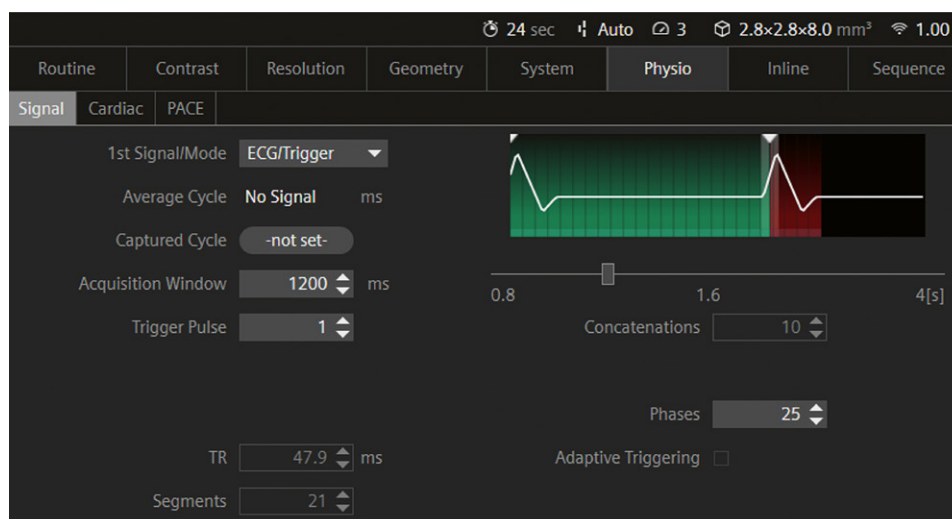 24 sec Auto 3 2.8×2.8×8.0 mm³ 1.00
Routine Contrast Resolution Geometry System Physio Inline Sequence
Signal Cardiac PACE
1st Signal/Mode ECG/Trigger
Average Cycle No Signal ms
Captured Cycle -not set-
Acquisition Window 1200 ms
0.8 1.6 4[s]
Trigger Pulse 1
Concatenations 10
Phases 25
TR 47.9 ms
Adaptive Triggering
Segments 21